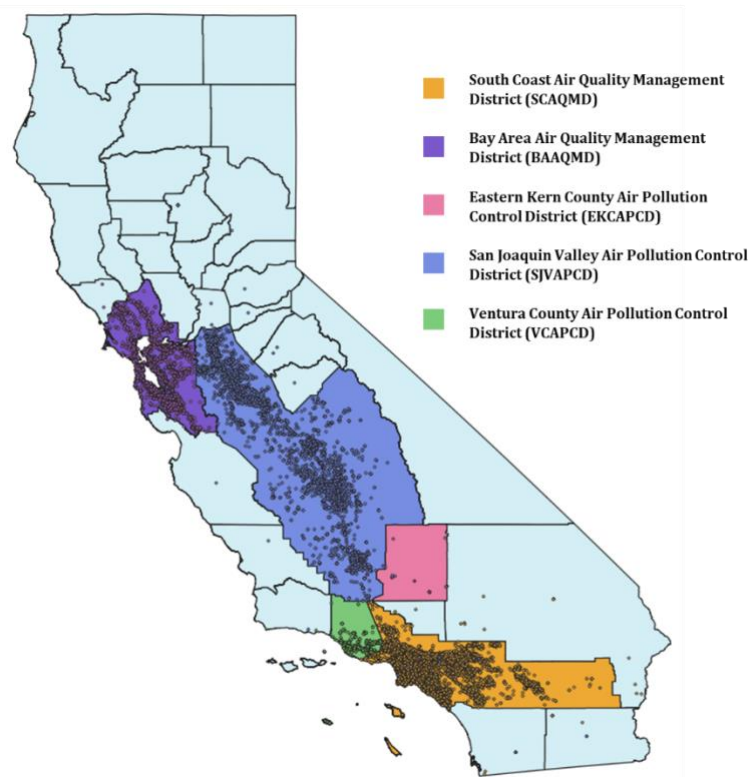 South Coast Air Quality Management
District (SCAQMD)
Bay Area Air Quality Management
District (BAAQMD)
Eastern Kern County Air Pollution
Control District (EKCAPCD)
San Joaquin Valley Air Pollution Control
District (SJVAPCD)
Ventura County Air Pollution Control
District (VCAPCD)